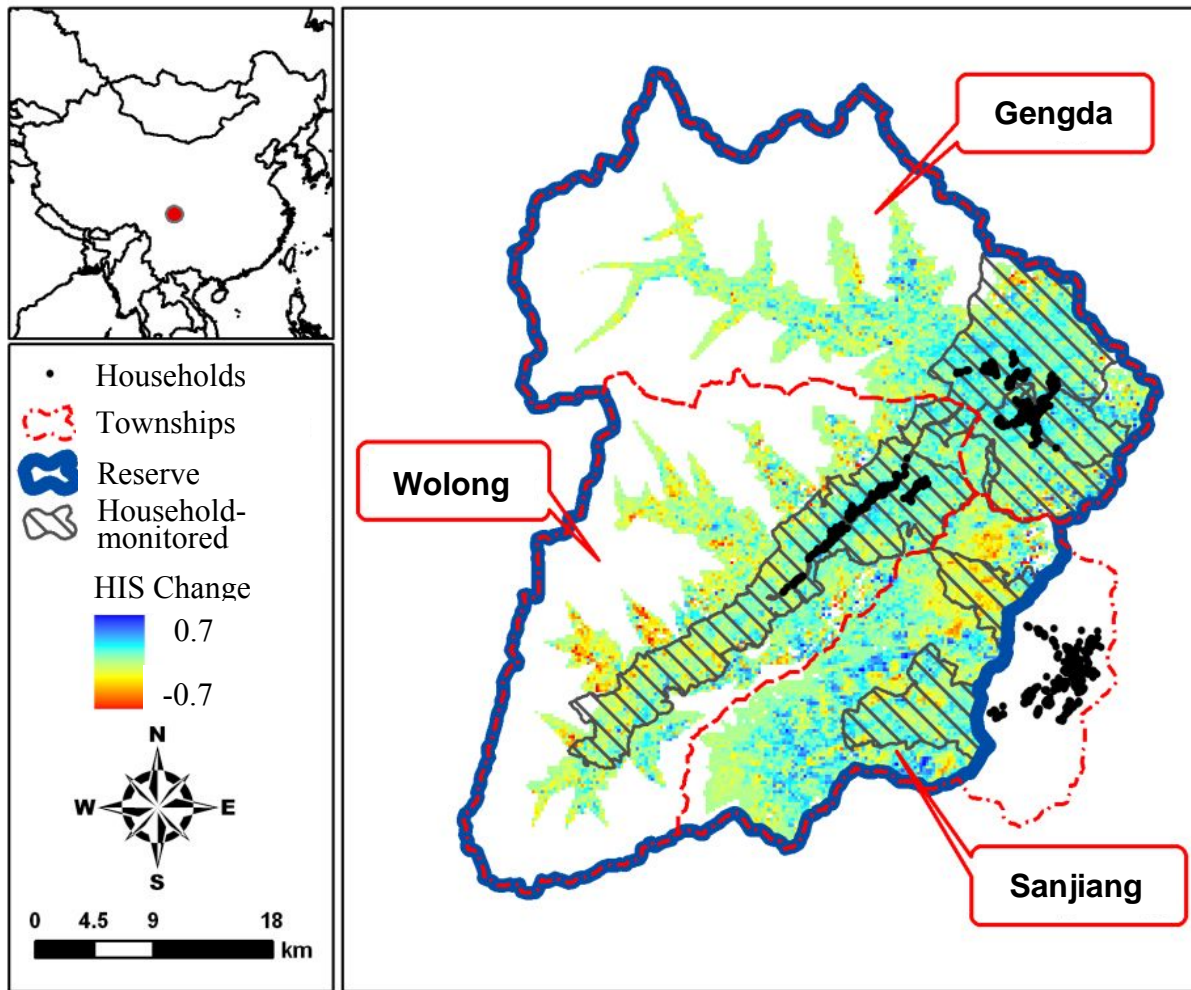 Gengda
Wolong
Sanjiang
Households
Townships
Reserve
Household-
monitored
HIS Change
0.7
-0.7
N
W E
S
0 4.5 9 18
km